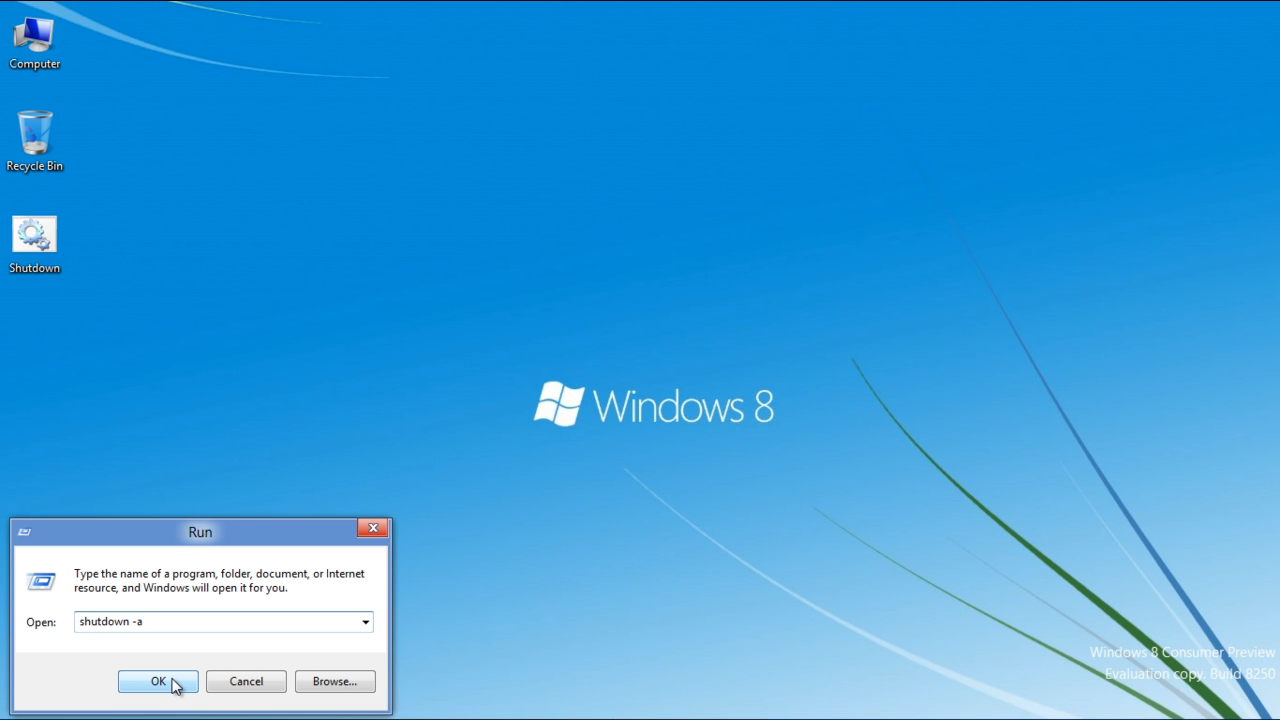 Computer
Recycle Bin
Shutdown
Windows 8
Run
Type the name of a program, folder, document, or Internet
resource, and Windows will open it for you.
Open: shutdown -a
OK Cancel Browse...
Windows 8 Consumer Preview
Evaluation copy. Build 8250